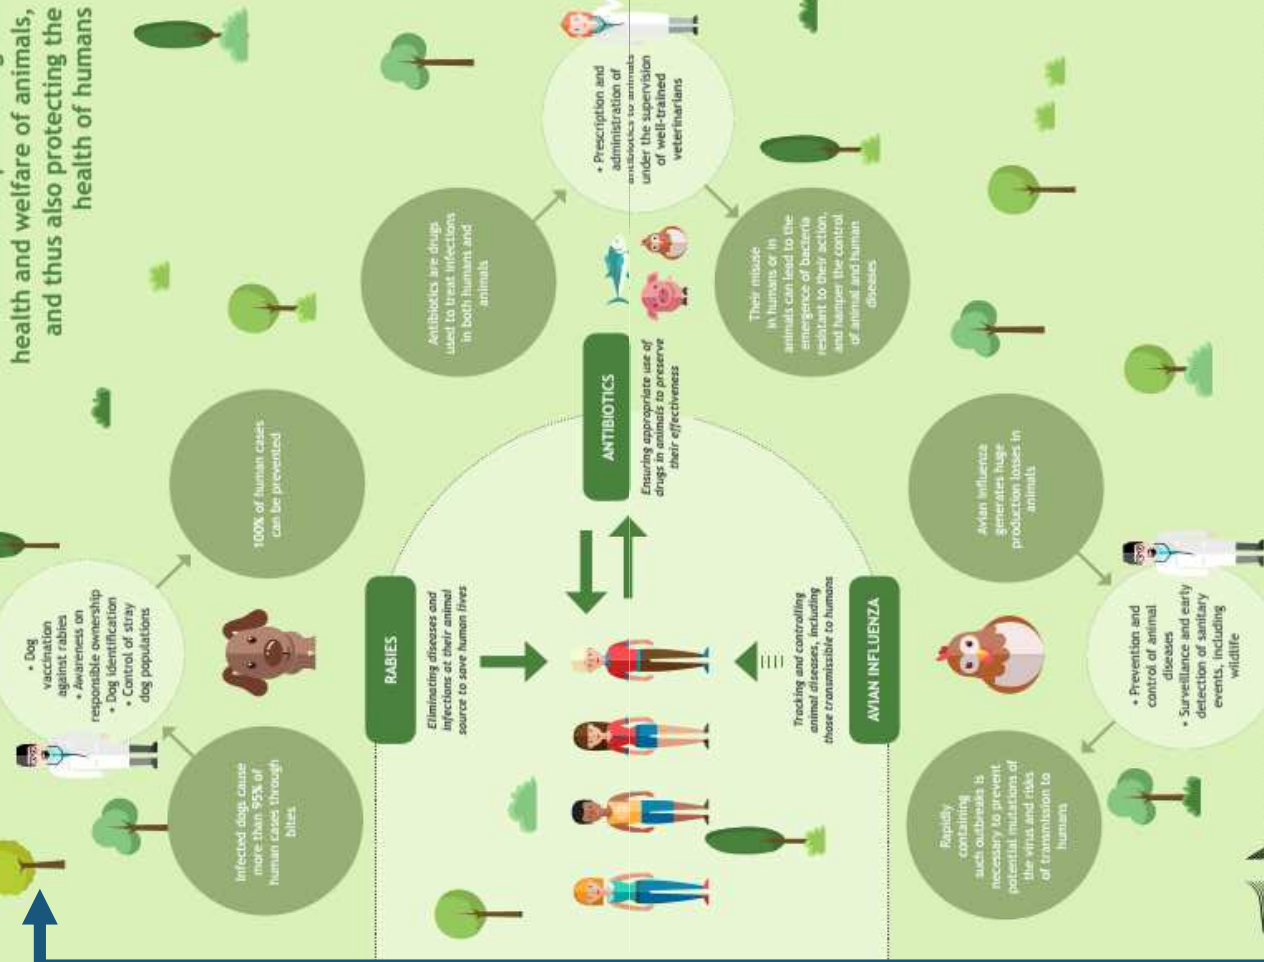 health and welfare of animals,
and thus also protecting the
health of humans
Infected dogs cause
more than 95% of
human cases through
bites
• Dog
vaccination
against rabies
• Awareness on
responsible ownership
• Dog identification
• Control of stray
dog populations
100% of human cases
can be prevented
RABIES
Eliminating diseases and
infections at their animal
source to save human lives
Antibiotics are drugs
used to treat infections
in both humans and
animals
• Prescription and
administration of
antibiotics to animals
under the supervision
of well-trained
veterinarians
Their misuse
in humans or in
animals can lead to the
emergence of bacteria
resistant to their action,
and hamper the control
of animal and human
diseases
ANTIBIOTICS
Ensuring appropriate use of
drugs in animals to preserve
their effectiveness
Tracking and controlling
animal diseases, including
those transmissible to humans
AVIAN INFLUENZA
Rapidly
containing
such outbreaks is
necessary to prevent
potential mutations of
the virus and risks
of transmission to
humans
Avian Influenza
generates huge
production losses in
animals
• Prevention and
control of animal
diseases
• Surveillance and early
detection of sanitary
events, including
wildlife